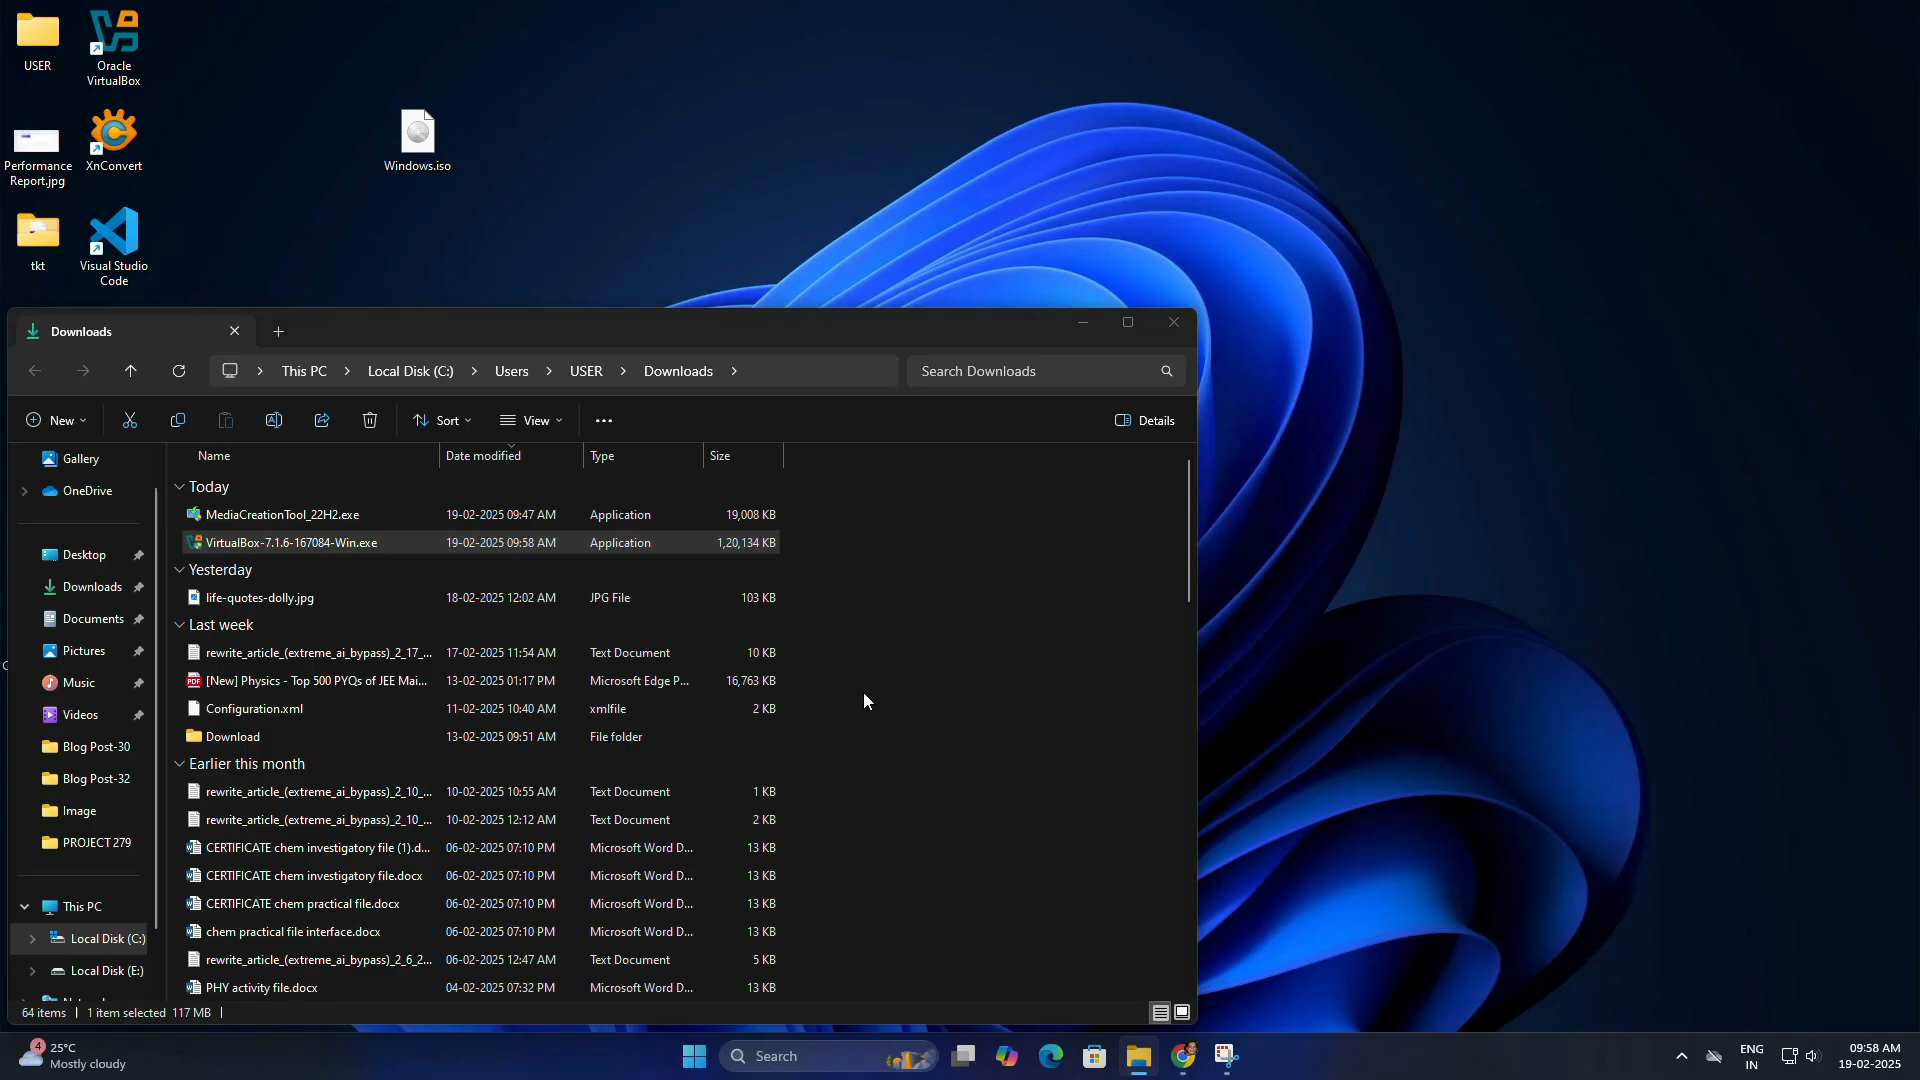 USER
Oracle
VirtualBox
Performance
Report.jpg
XnConvert
Windows.iso
tkt
Visual Studio
Code
Downloads
This PC
Local Disk (C:)
Users
USER
Downloads
Search Downloads
New
Sort
View
Details
Gallery
OneDrive
Desktop
Downloads
Documents
Pictures
Music
Videos
Blog Post-30
Blog Post-32
Image
PROJECT 279
This PC
Local Disk (C:)
Local Disk (E:)
Name Date modified Type Size
Today
MediaCreationTool_22H2.exe 19-02-2025 09:47 AM Application 19,008 KB
VirtualBox-7.1.6-167084-Win.exe 19-02-2025 09:58 AM Application 1,20,134 KB
Yesterday
life-quotes-dolly.jpg 18-02-2025 12:02 AM JPG File 103 KB
Last week
rewrite_article_(extreme_ai_bypass)_2_17_... 17-02-2025 11:54 AM Text Document 10 KB
PDF [New] Physics - Top 500 PYQs of JEE Mai... 13-02-2025 01:17 PM Microsoft Edge P... 16,763 KB
Configuration.xml 11-02-2025 10:40 AM xmlfile 2 KB
Download 13-02-2025 09:51 AM File folder
Earlier this month
rewrite_article_(extreme_ai_bypass)_2_10_... 10-02-2025 10:55 AM Text Document 1 KB
rewrite_article_(extreme_ai_bypass)_2_10_... 10-02-2025 12:12 AM Text Document 2 KB
CERTIFICATE chem investigatory file (1).d... 06-02-2025 07:10 PM Microsoft Word D... 13 KB
CERTIFICATE chem investigatory file.docx 06-02-2025 07:10 PM Microsoft Word D... 13 KB
CERTIFICATE chem practical file.docx 06-02-2025 07:10 PM Microsoft Word D... 13 KB
chem practical file interface.docx 06-02-2025 07:10 PM Microsoft Word D... 13 KB
rewrite_article_(extreme_ai_bypass)_2_6_2... 06-02-2025 12:47 AM Text Document 5 KB
PHY activity file.docx 04-02-2025 07:32 PM Microsoft Word D... 13 KB
64 items 1 item selected 117 MB
4
25°C
Mostly cloudy
Search
ENG
IN
09:58 AM
19-02-2025